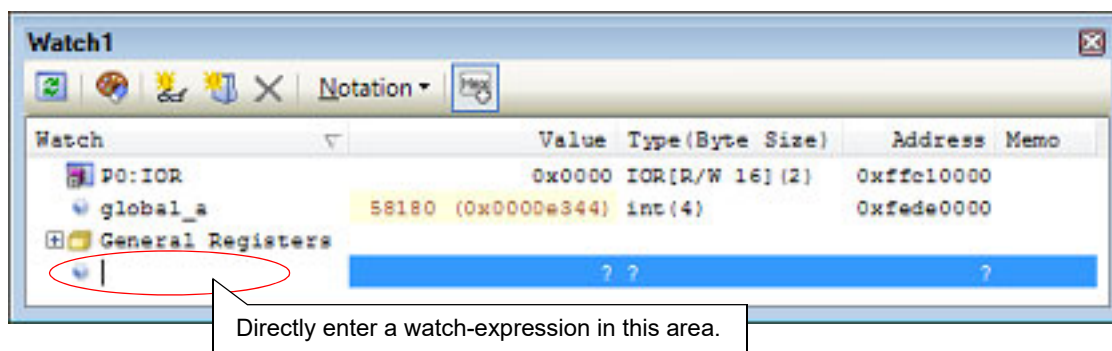 Watch1
Notation Hex
Watch Value Type(Byte Size) Address Memo
P0:IOR 0x0000 IOR[R/W 16](2) 0xffc10000
global_a 58180 (0x0000e344) int(4) 0xfede0000
General Registers
? ? ?
Directly enter a watch-expression in this area.